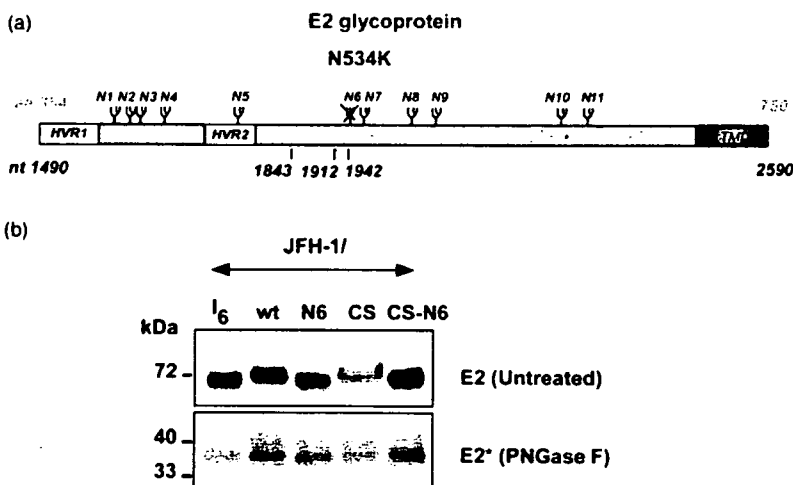 (a)
E2 glycoprotein
N534K
N1 N2 N3 N4 N5 N6 N7 N8 N9 N10 N11
750
HVR1 HVR2
nt 1490 1843 1912 1942 2590
(b)
JFH-1/
I6 wt N6 CS CS-N6
kDa
72
E2 (Untreated)
40
33
E2* (PNGase F)